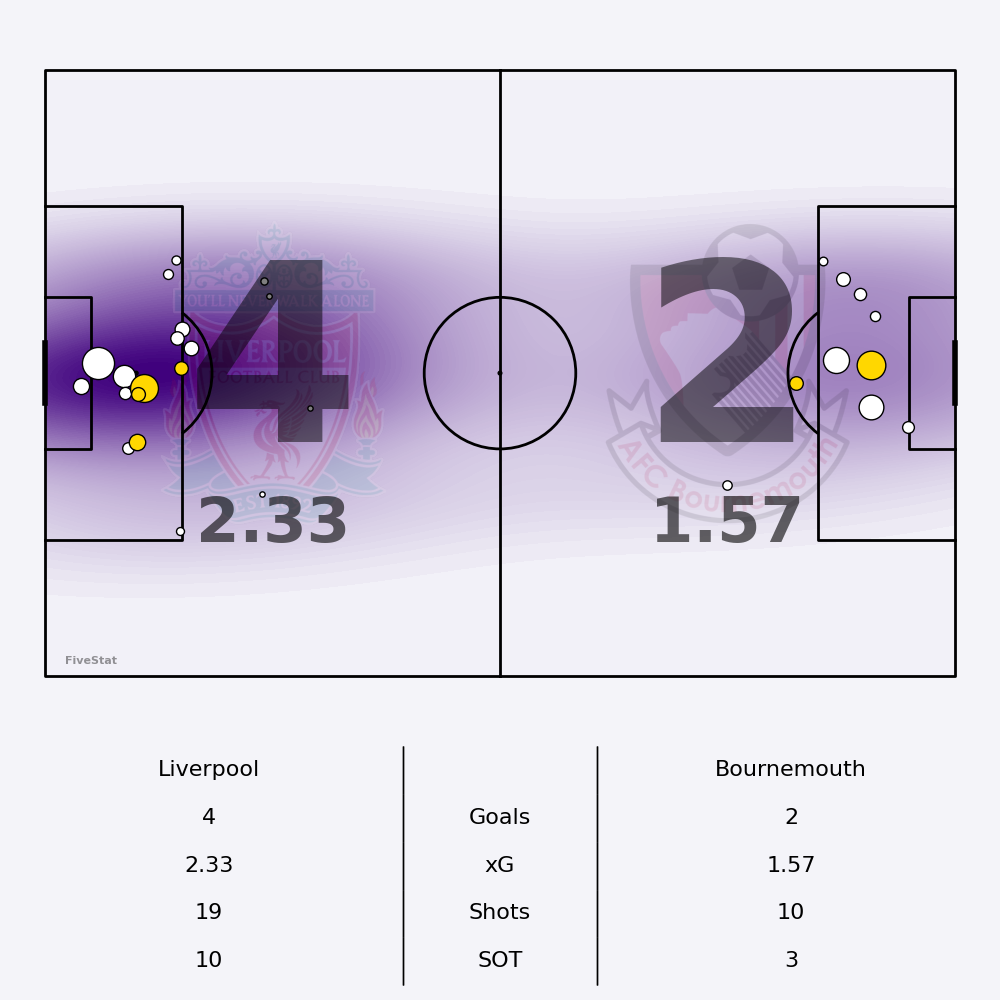 YOU'LL NEVER WALK ALONE
4
2
LIVERPOOL
FOOTBALL CLUB
AFC Bournemouth
2.33
1.57
FiveStat
Liverpool
Bournemouth
4
Goals
2
2.33
xG
1.57
19
Shots
10
10
SOT
3